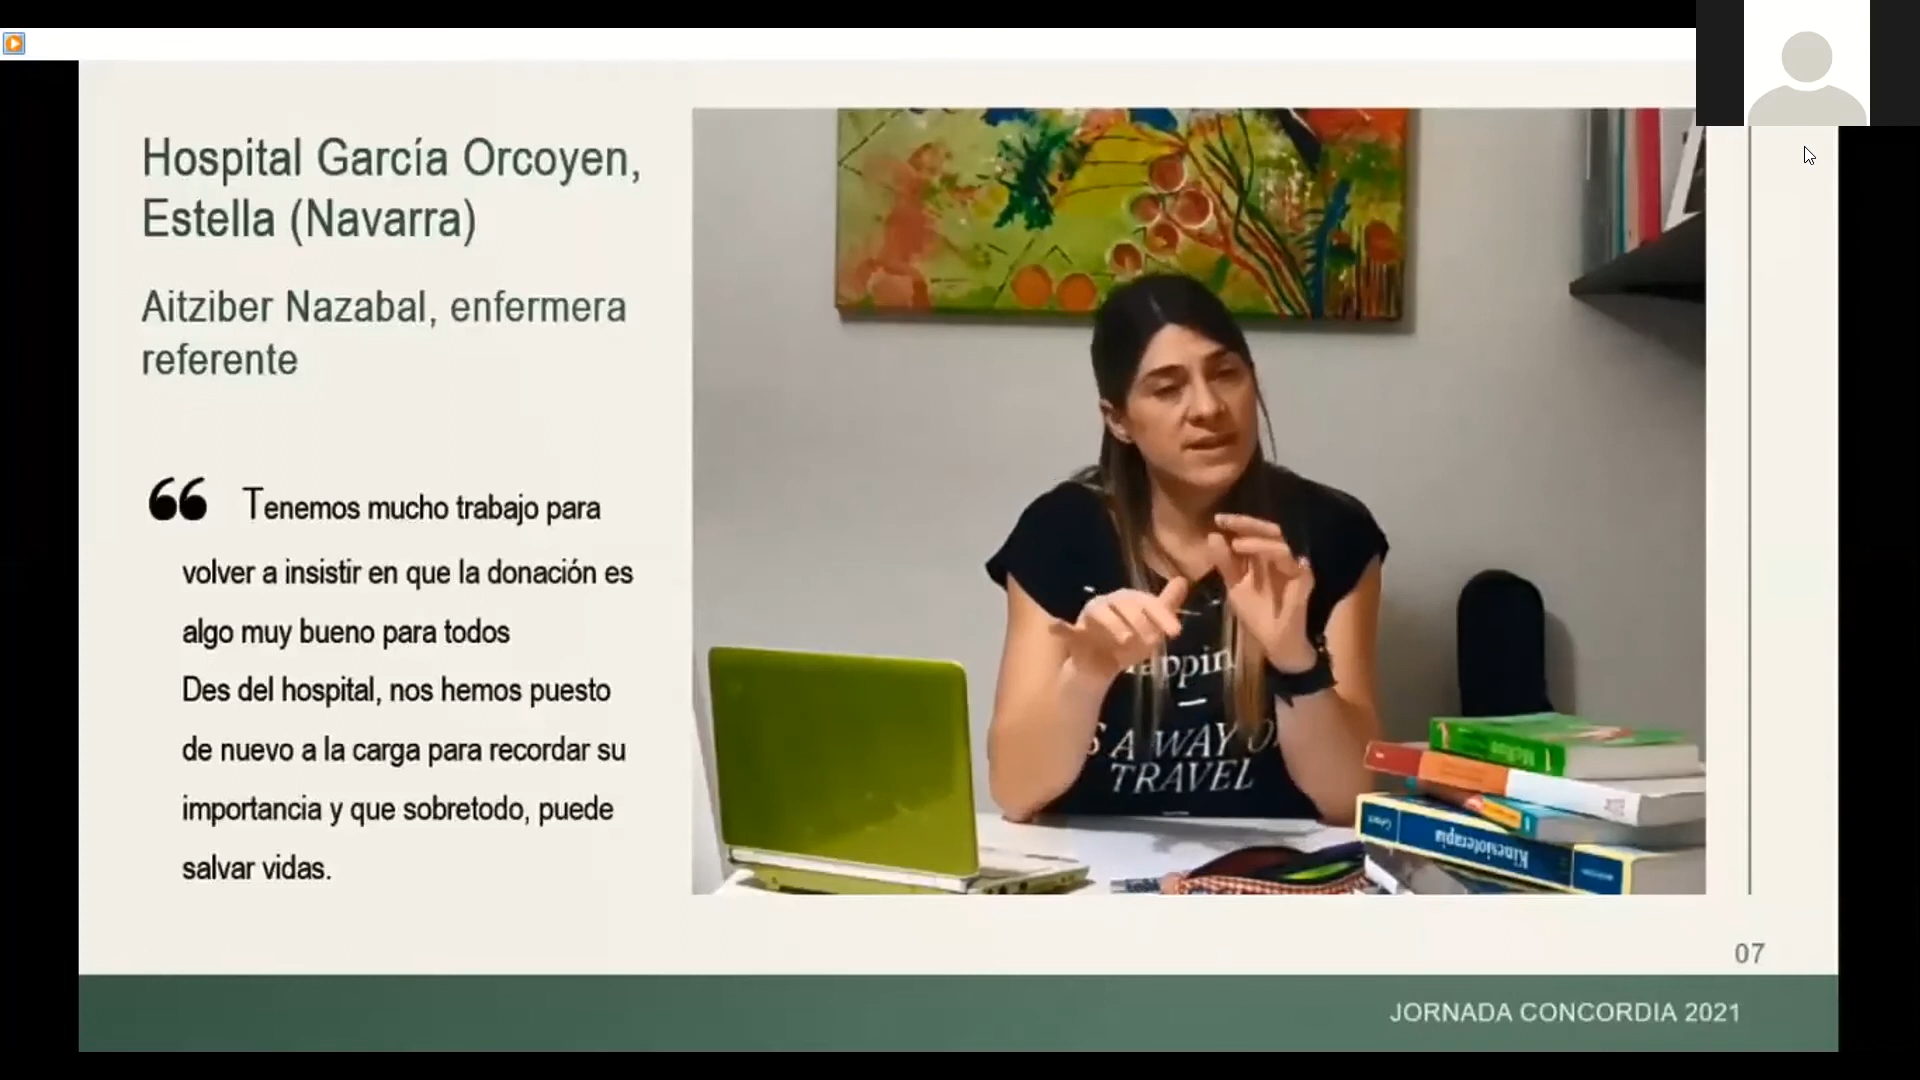 Hospital García Orcoyen,
Estella (Navarra)
Aitziber Nazabal, enfermera
referente
“ Tenemos mucho trabajo para
volver a insistir en que la donación es
algo muy bueno para todos
Des del hospital, nos hemos puesto
de nuevo a la carga para recordar su
importancia y que sobretodo, puede
salvar vidas.
A WAY
TRAVEL
Kinesioterapia
07
JORNADA CONCORDIA 2021